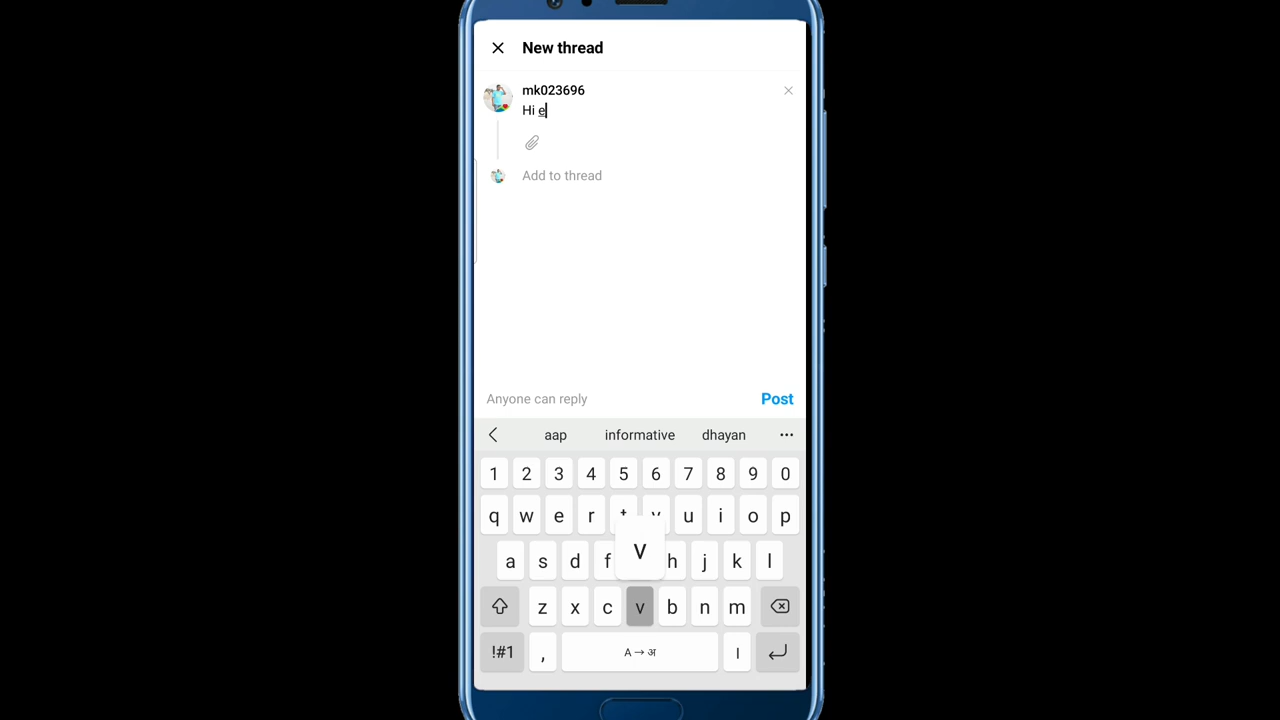 New thread
mk023696
Hi e
Add to thread
Anyone can reply
Post
aap informative dhayan ...
1 2 3 4 5 6 7 8 9 0
q w e r t y u i o p
a s d f v h j k l
z x c v b n m
!#1 , A → अ |